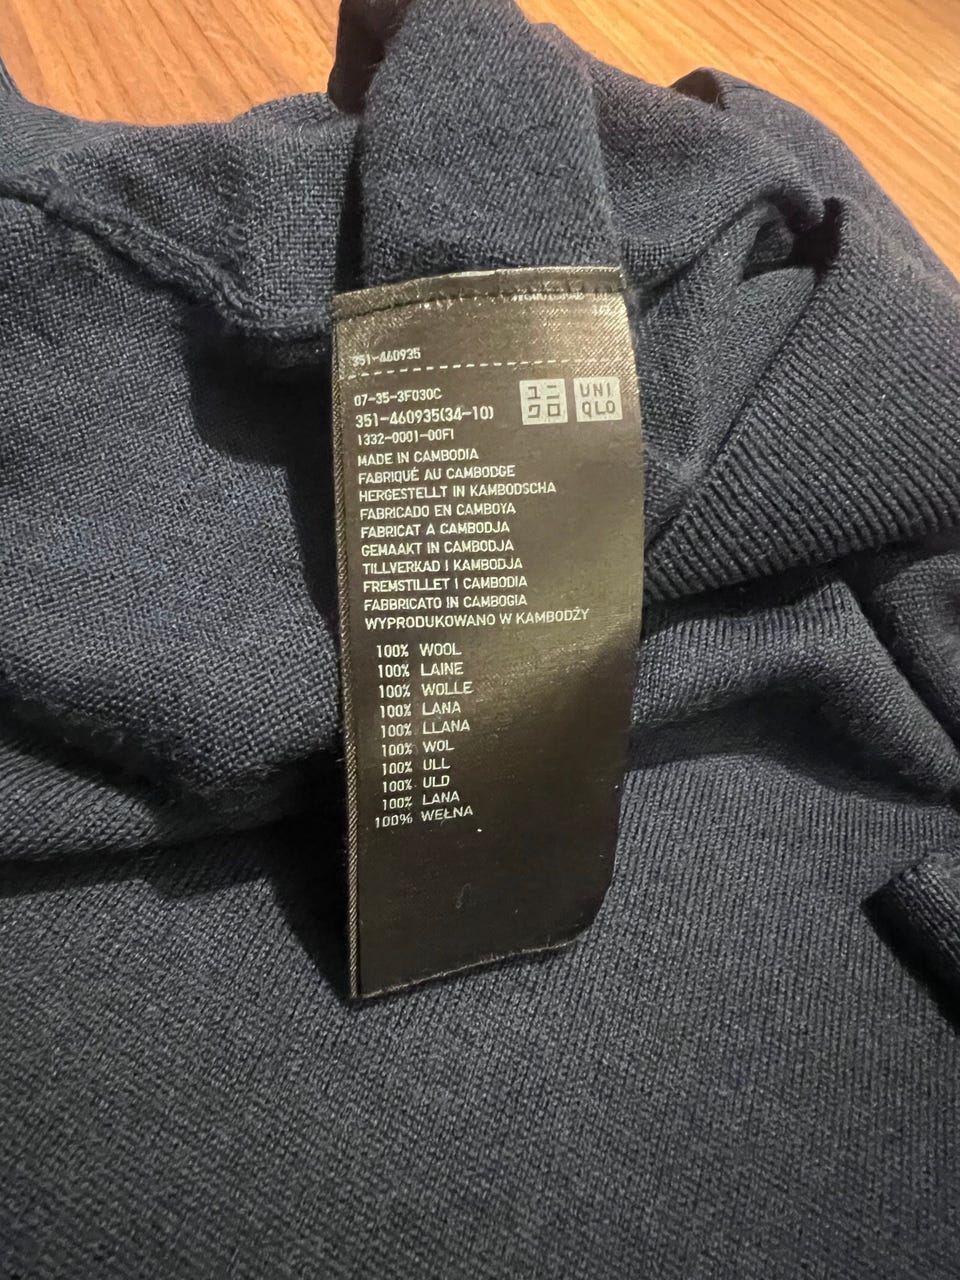 351-460935
07-35-3F030C
351-460935(34-10)
1332-0001-00F1
ユニ
クロ
UNI
QLO
MADE IN CAMBODIA
FABRIQUÉ AU CAMBODGE
HERGESTELLT IN KAMBODSCHA
FABRICADO EN CAMBOYA
FABRICAT A CAMBODJA
GEMAAKT IN CAMBODJA
TILLVERKAD I KAMBODJA
FREMSTILLET I CAMBODIA
FABBRICATO IN CAMBOGIA
WYPRODUKOWANO W KAMBODŻY
100% WOOL
100% LAINE
100% WOLLE
100% LANA
100% LLANA
100% WOL
100% ULL
100% ULD
100% LANA
100% WEŁNA